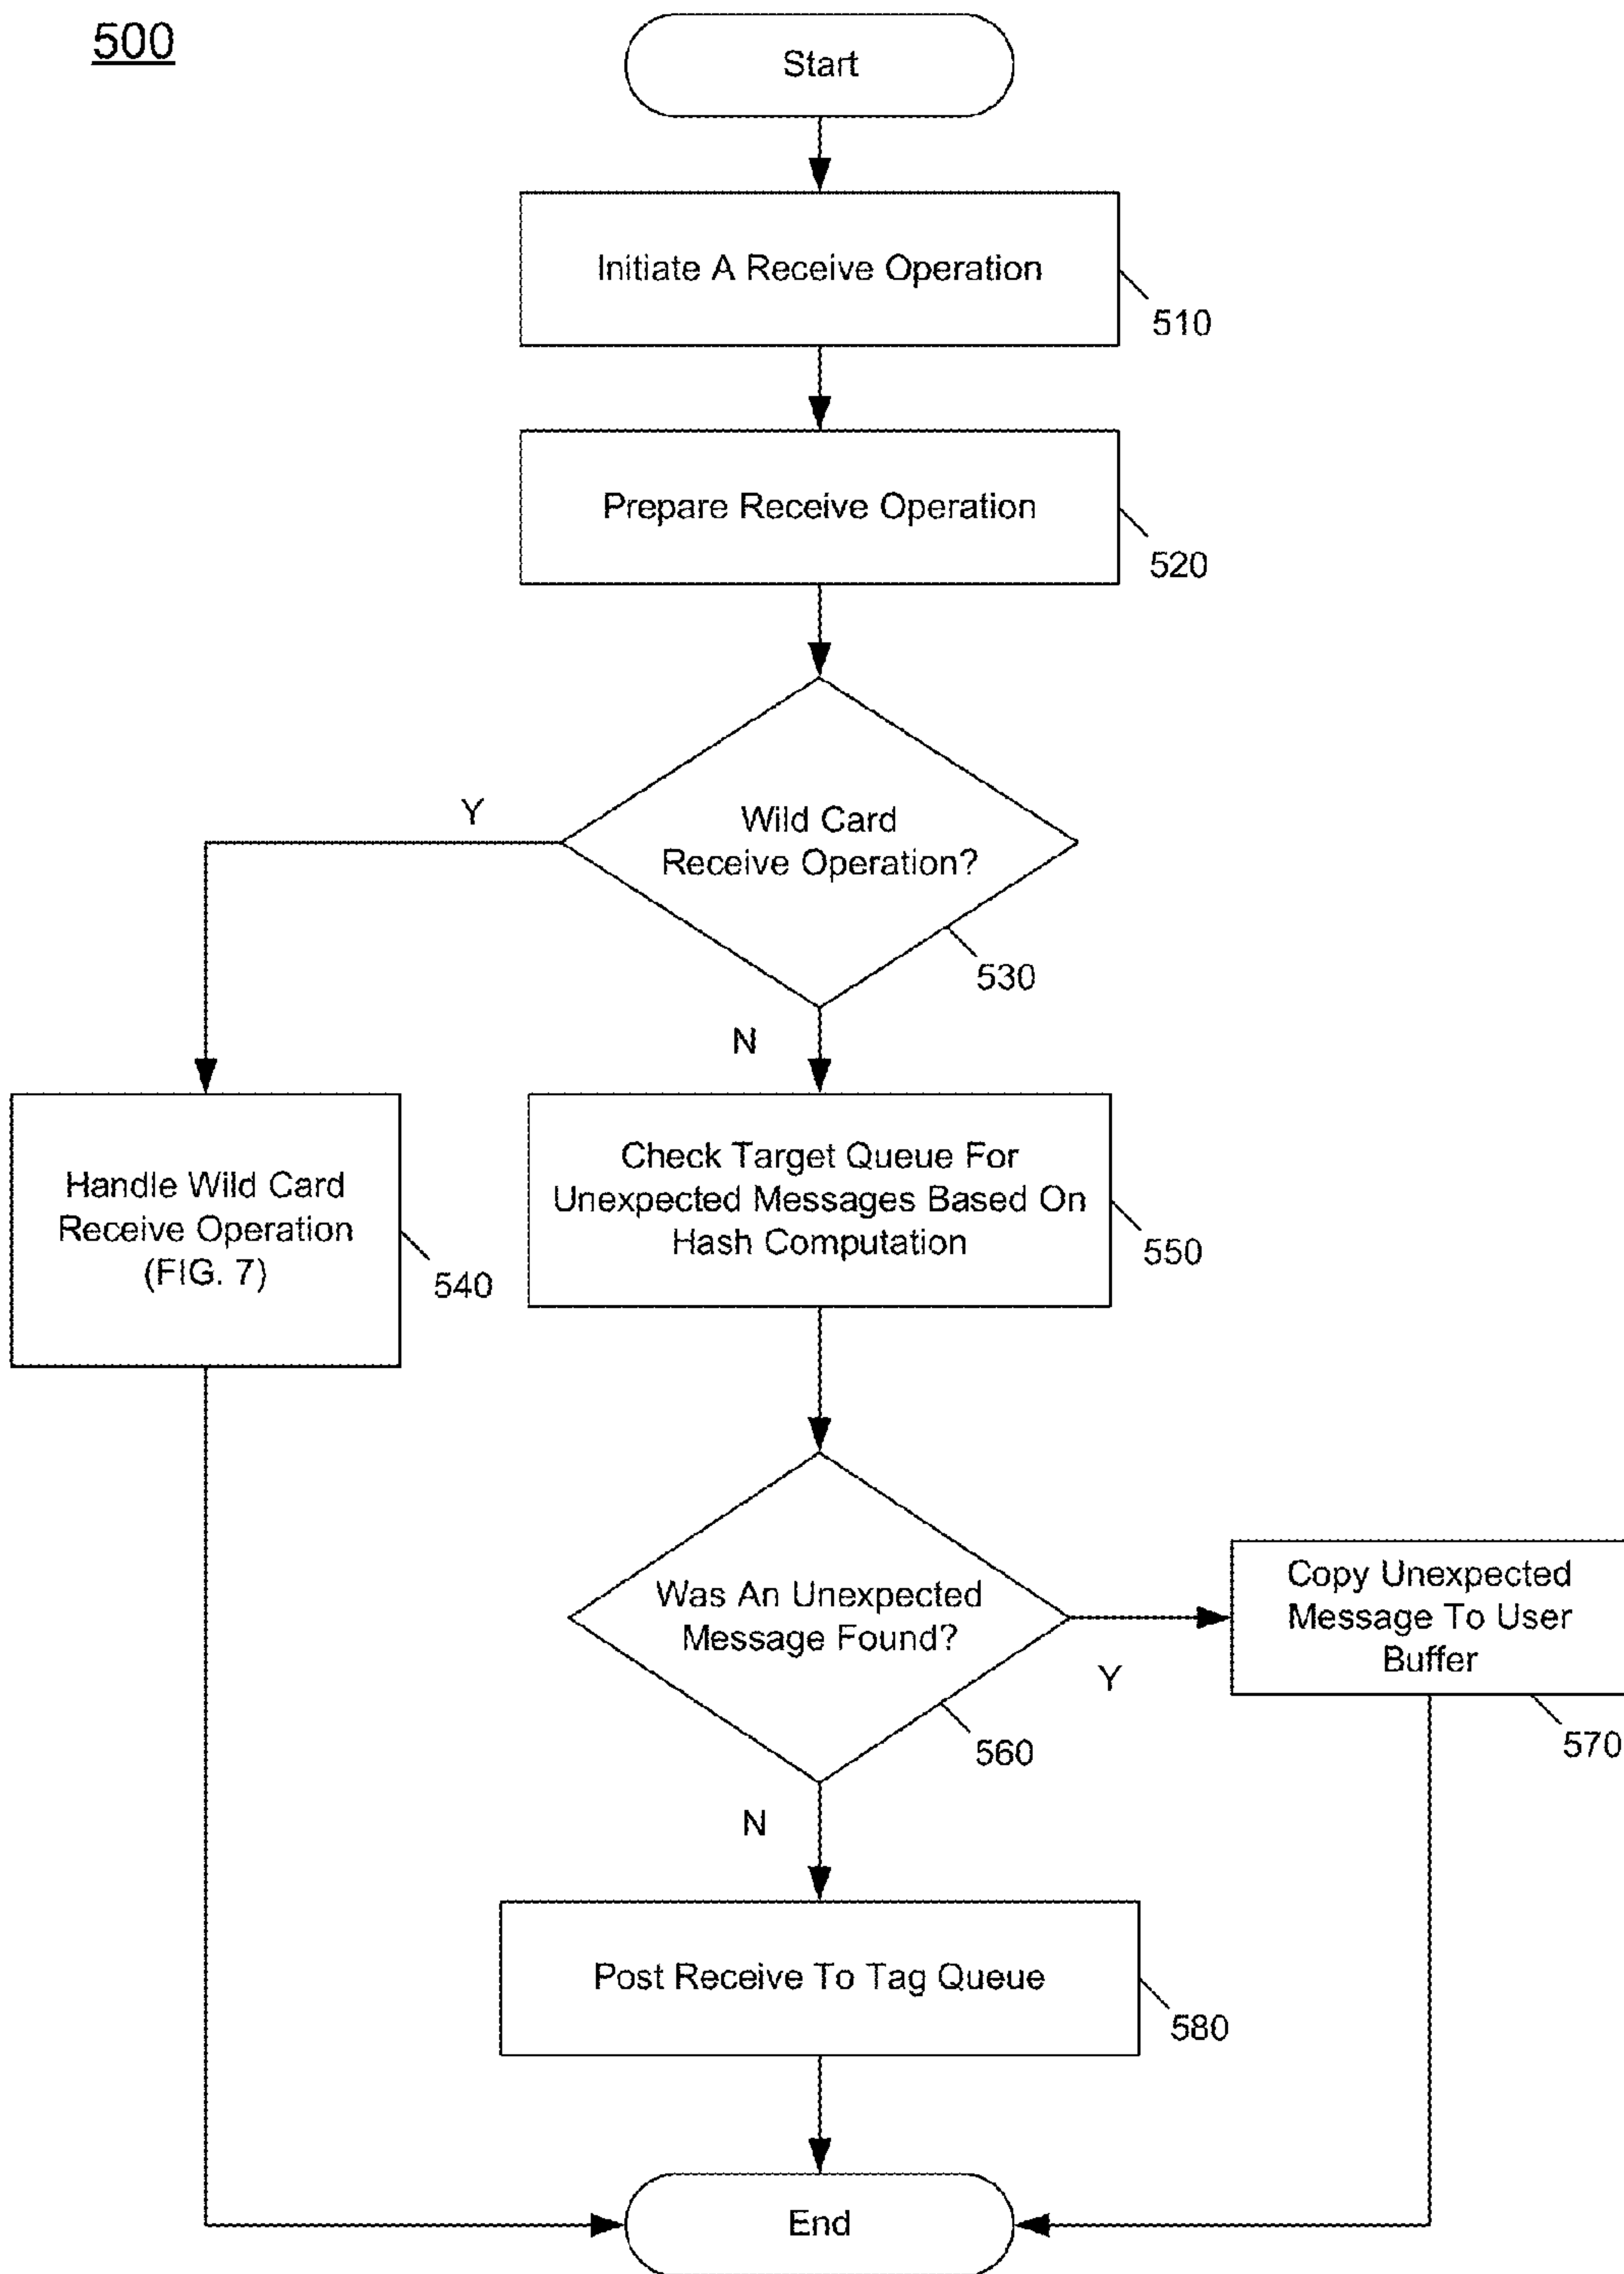 500
Start
Initiate A Receive Operation
510
Prepare Receive Operation
520
Wild Card
Receive Operation?
Y
530
N
Handle Wild Card
Receive Operation
(FIG. 7)
540
Check Target Queue For
Unexpected Messages Based On
Hash Computation
550
Was An Unexpected
Message Found?
Y
560
Copy Unexpected
Message To User
Buffer
570
N
Post Receive To Tag Queue
580
End